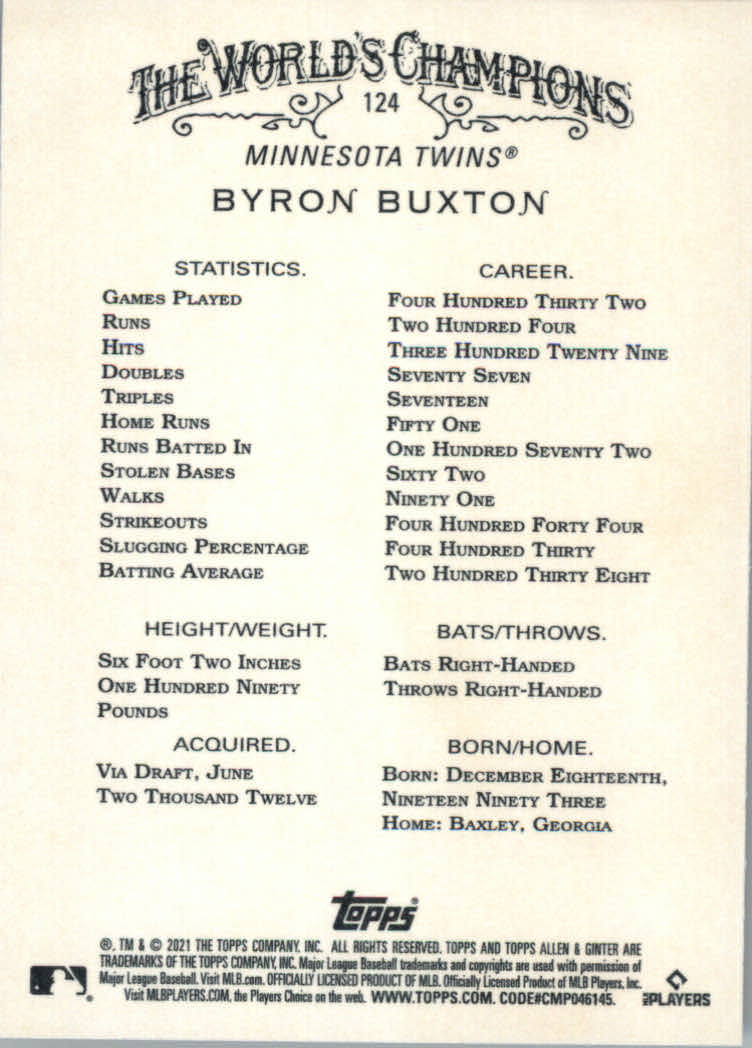 THE WORLD'S CHAMPIONS
124
MINNESOTA TWINS®
BYRON BUXTON
STATISTICS.
GAMES PLAYED
RUNS
HITS
DOUBLES
TRIPLES
HOME RUNS
RUNS BATTED IN
STOLEN BASES
WALKS
STRIKEOUTS
SLUGGING PERCENTAGE
BATTING AVERAGE
CAREER.
FOUR HUNDRED THIRTY TWO
TWO HUNDRED FOUR
THREE HUNDRED TWENTY NINE
SEVENTY SEVEN
SEVENTEEN
FIFTY ONE
ONE HUNDRED SEVENTY TWO
SIXTY TWO
NINETY ONE
FOUR HUNDRED FORTY FOUR
FOUR HUNDRED THIRTY
TWO HUNDRED THIRTY EIGHT
HEIGHT/WEIGHT.
SIX FOOT TWO INCHES
ONE HUNDRED NINETY
POUNDS
BATS/THROWS.
BATS RIGHT-HANDED
THROWS RIGHT-HANDED
ACQUIRED.
VIA DRAFT, JUNE
TWO THOUSAND TWELVE
BORN/HOME.
BORN: DECEMBER EIGHTEENTH,
NINETEEN NINETY THREE
HOME: BAXLEY, GEORGIA
topps®
®, TM & © 2021 THE TOPPS COMPANY, INC. ALL RIGHTS RESERVED. TOPPS AND TOPPS ALLEN & GINTER ARE
TRADEMARKS OF THE TOPPS COMPANY, INC. Major League Baseball trademarks and copyrights are used with permission of
Major League Baseball. Visit MLB.com. OFFICIALLY LICENSED PRODUCT OF MLB. Officially Licensed Product of MLB Players, Inc.
Visit MLBPLAYERS.COM, the Players Choice on the web. WWW.TOPPS.COM. CODE#CMP046145.
MLBPLAYERS